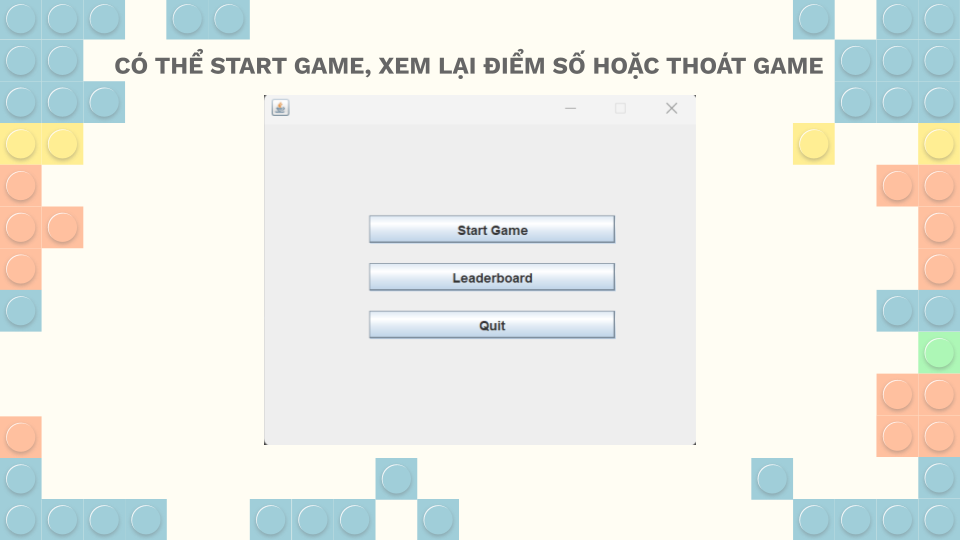 CÓ THỂ START GAME, XEM LẠI ĐIỂM SỐ HOẶC THOÁT GAME
Start Game
Leaderboard
Quit